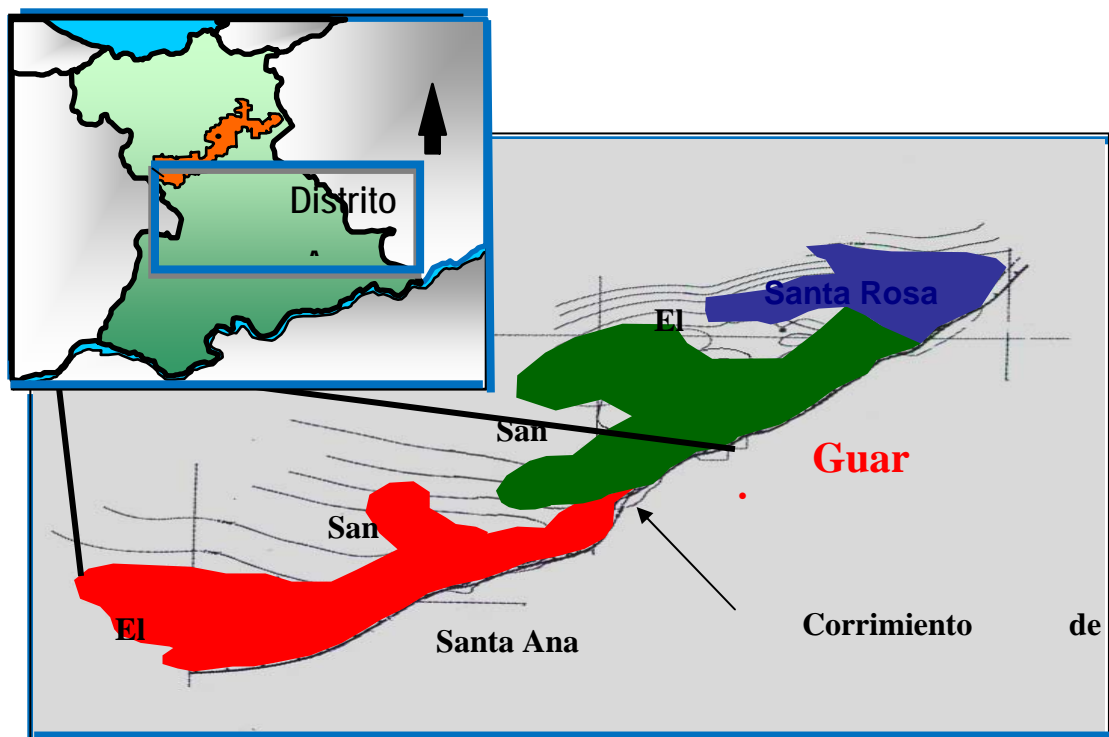 Distrito
Santa Rosa
El
San
Guar
San
El
Santa Ana
Corrimiento de